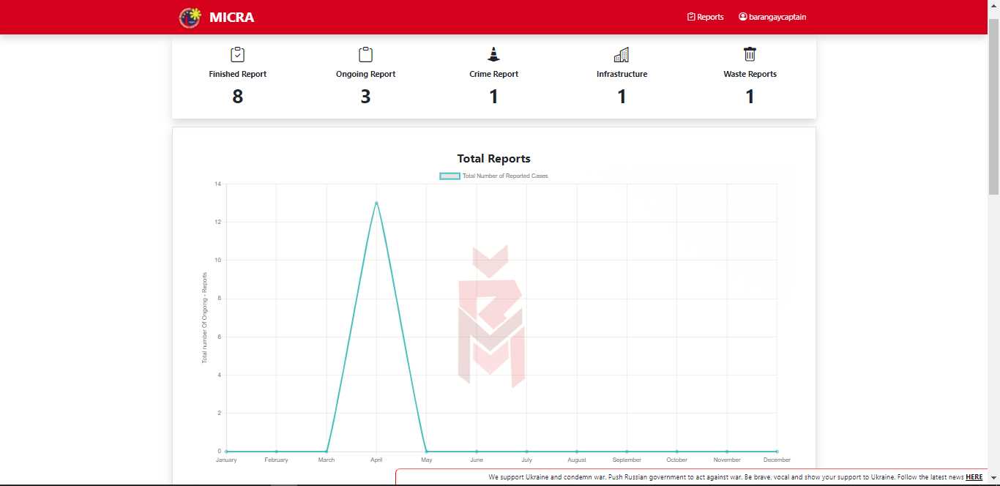 MICRA
Reports
barangaycaptain
Finished Report
Ongoing Report
Crime Report
Infrastructure
Waste Reports
8
3
1
1
1
Total Reports
Total Number of Reported Cases
Total number Of Ongoing - Reports
14
12
10
8
6
4
2
0
January
February
March
April
May
June
July
August
September
October
November
December
We support Ukraine and condemn war. Push Russian government to act against war. Be brave, vocal and show your support to Ukraine. Follow the latest news HERE